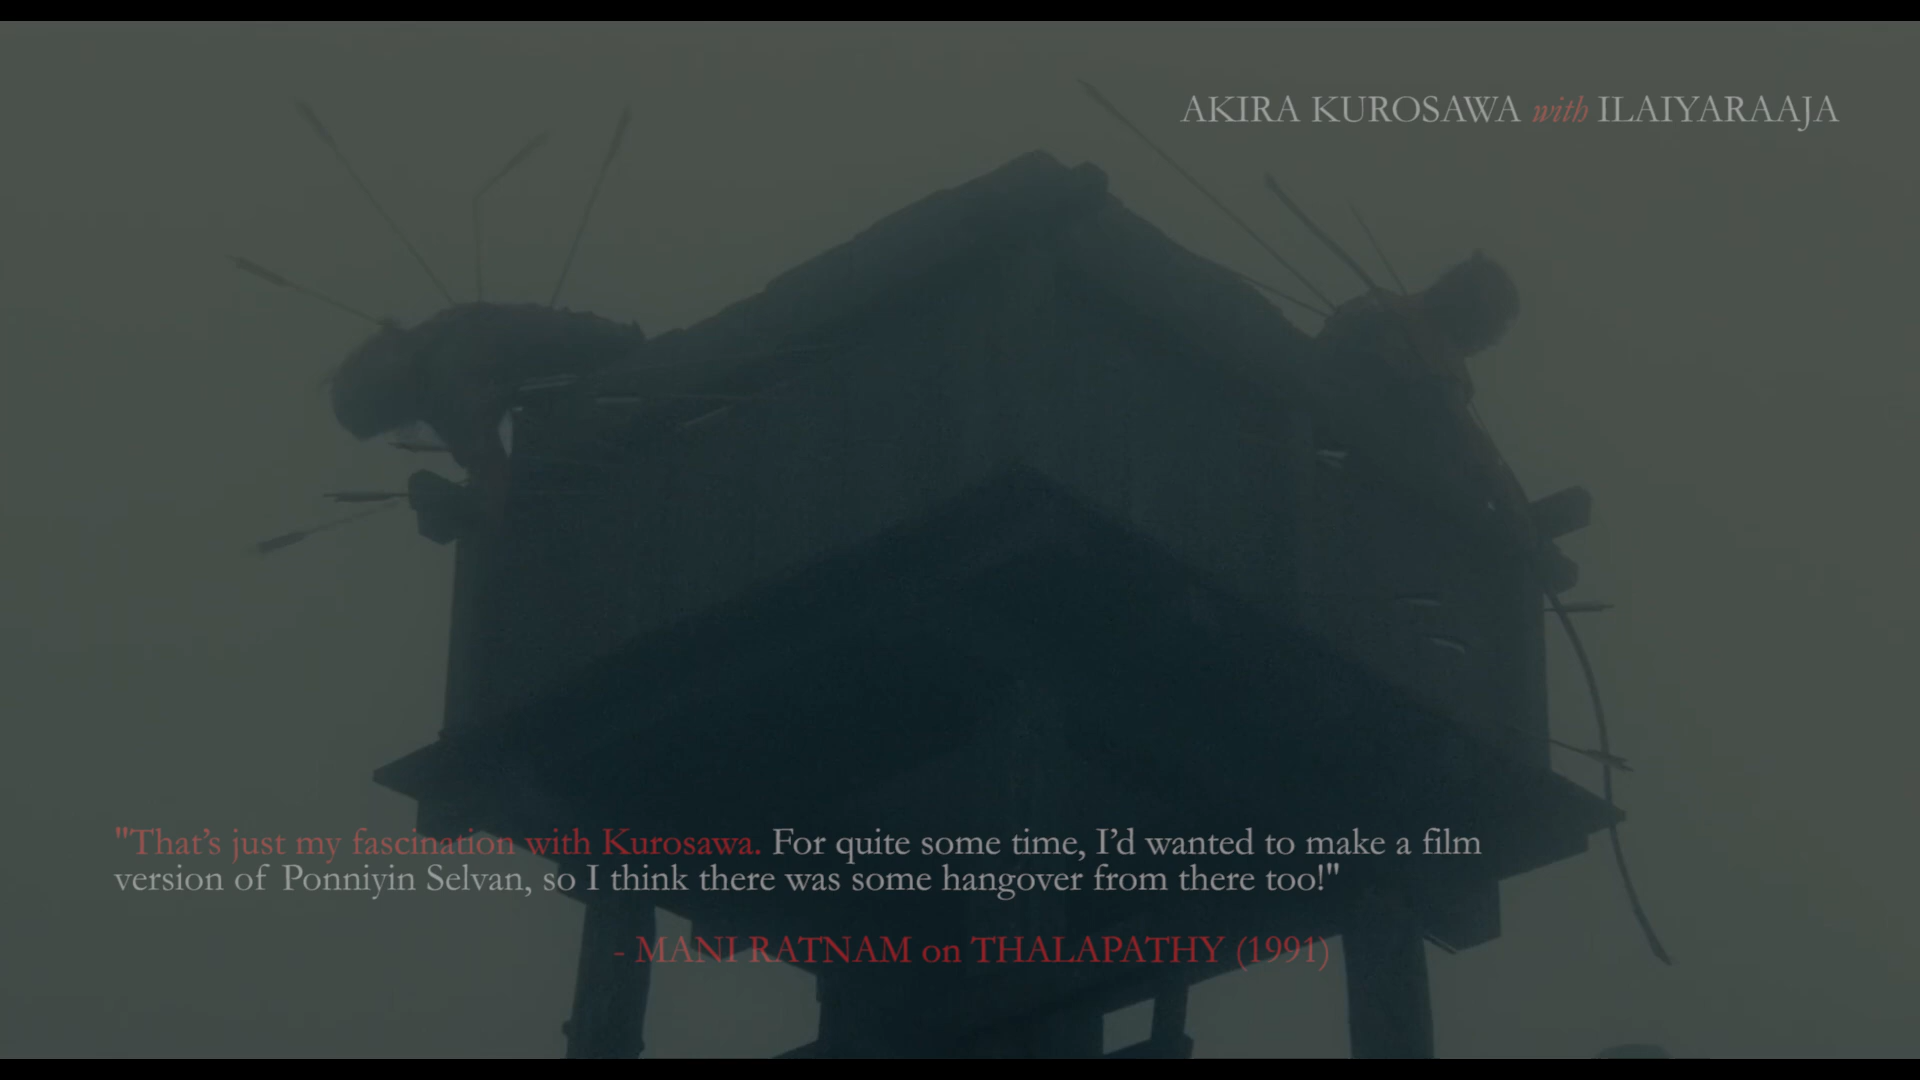 AKIRA KUROSAWA with ILAIYARAAJA
"That’s just my fascination with Kurosawa. For quite some time, I’d wanted to make a film
version of Ponniyin Selvan, so I think there was some hangover from there too!"
- MANI RATNAM on THALAPATHY (1991)